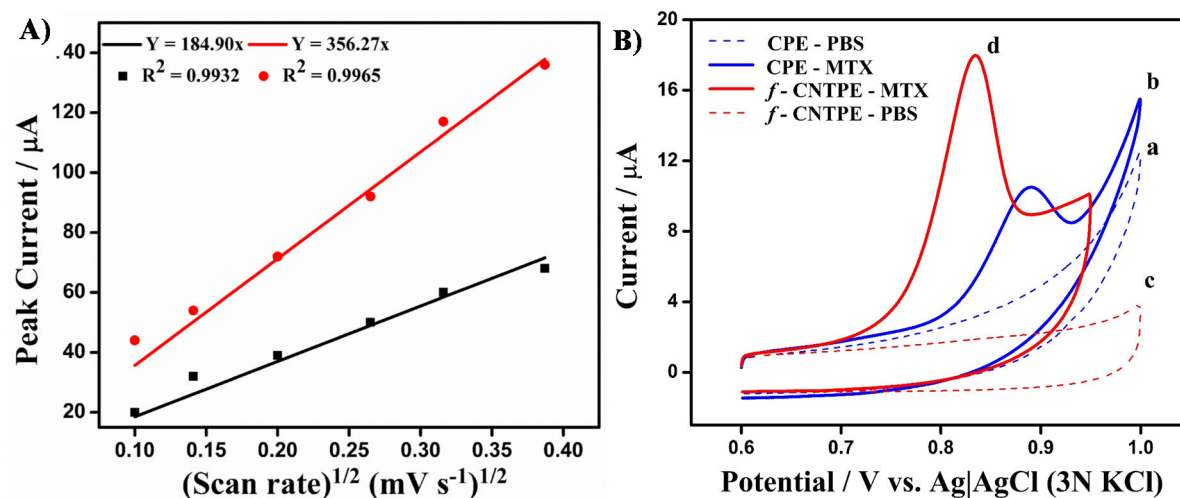 A)
Y = 184.90x
Y = 356.27x
R² = 0.9932
R² = 0.9965
.40
120
100
80
60
40
20
Peak Current / μA
0.10 0.15 0.20 0.25 0.30 0.35 0.40
(Scan rate)^1/2 (mV s⁻¹)^1/2
B)
CPE - PBS
CPE - MTX
f - CNTPE - MTX
f - CNTPE - PBS
d
b
a
c
20
16
12
8
4
0
Current / μA
0.6 0.7 0.8 0.9 1.0
Potential / V vs. Ag|AgCl (3N KCl)